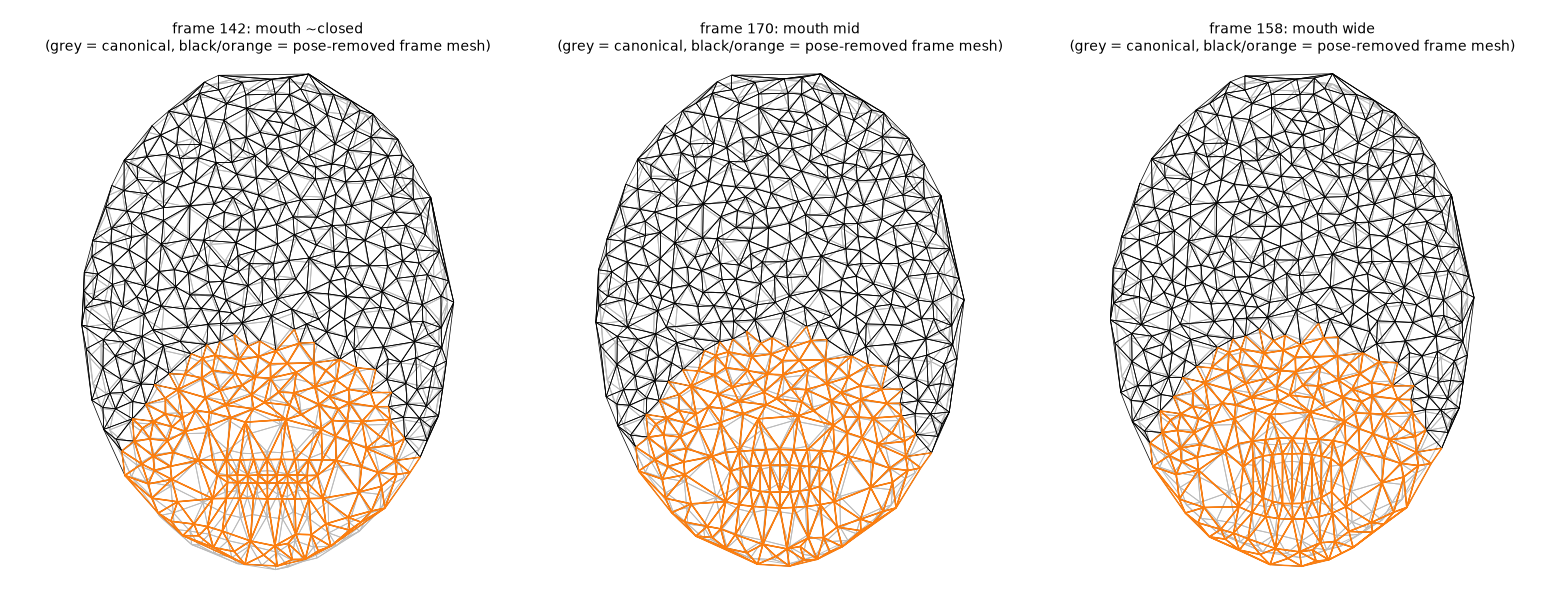 frame 142: mouth ~closed
(grey = canonical, black/orange = pose-removed frame mesh)
frame 170: mouth mid
(grey = canonical, black/orange = pose-removed frame mesh)
frame 158: mouth wide
(grey = canonical, black/orange = pose-removed frame mesh)